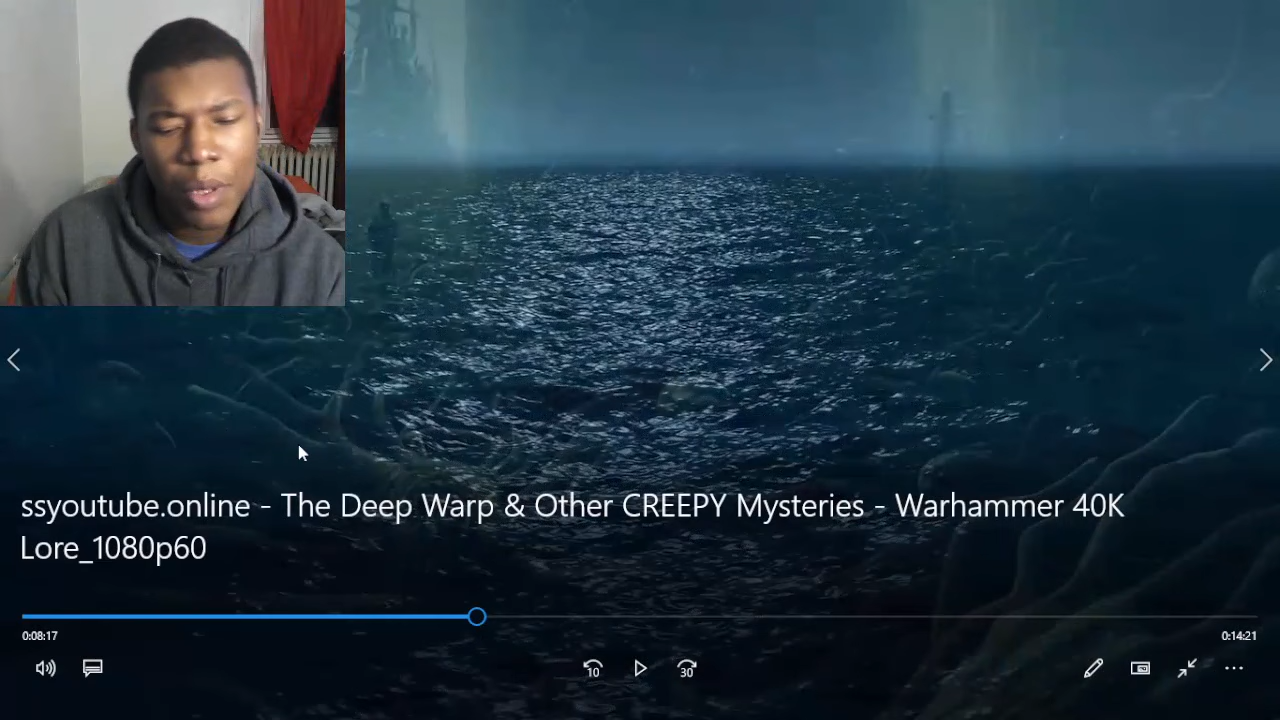 ssyoutube.online - The Deep Warp & Other CREEPY Mysteries - Warhammer 40K
Lore_1080p60
0:08:17
0:14:21
10
30